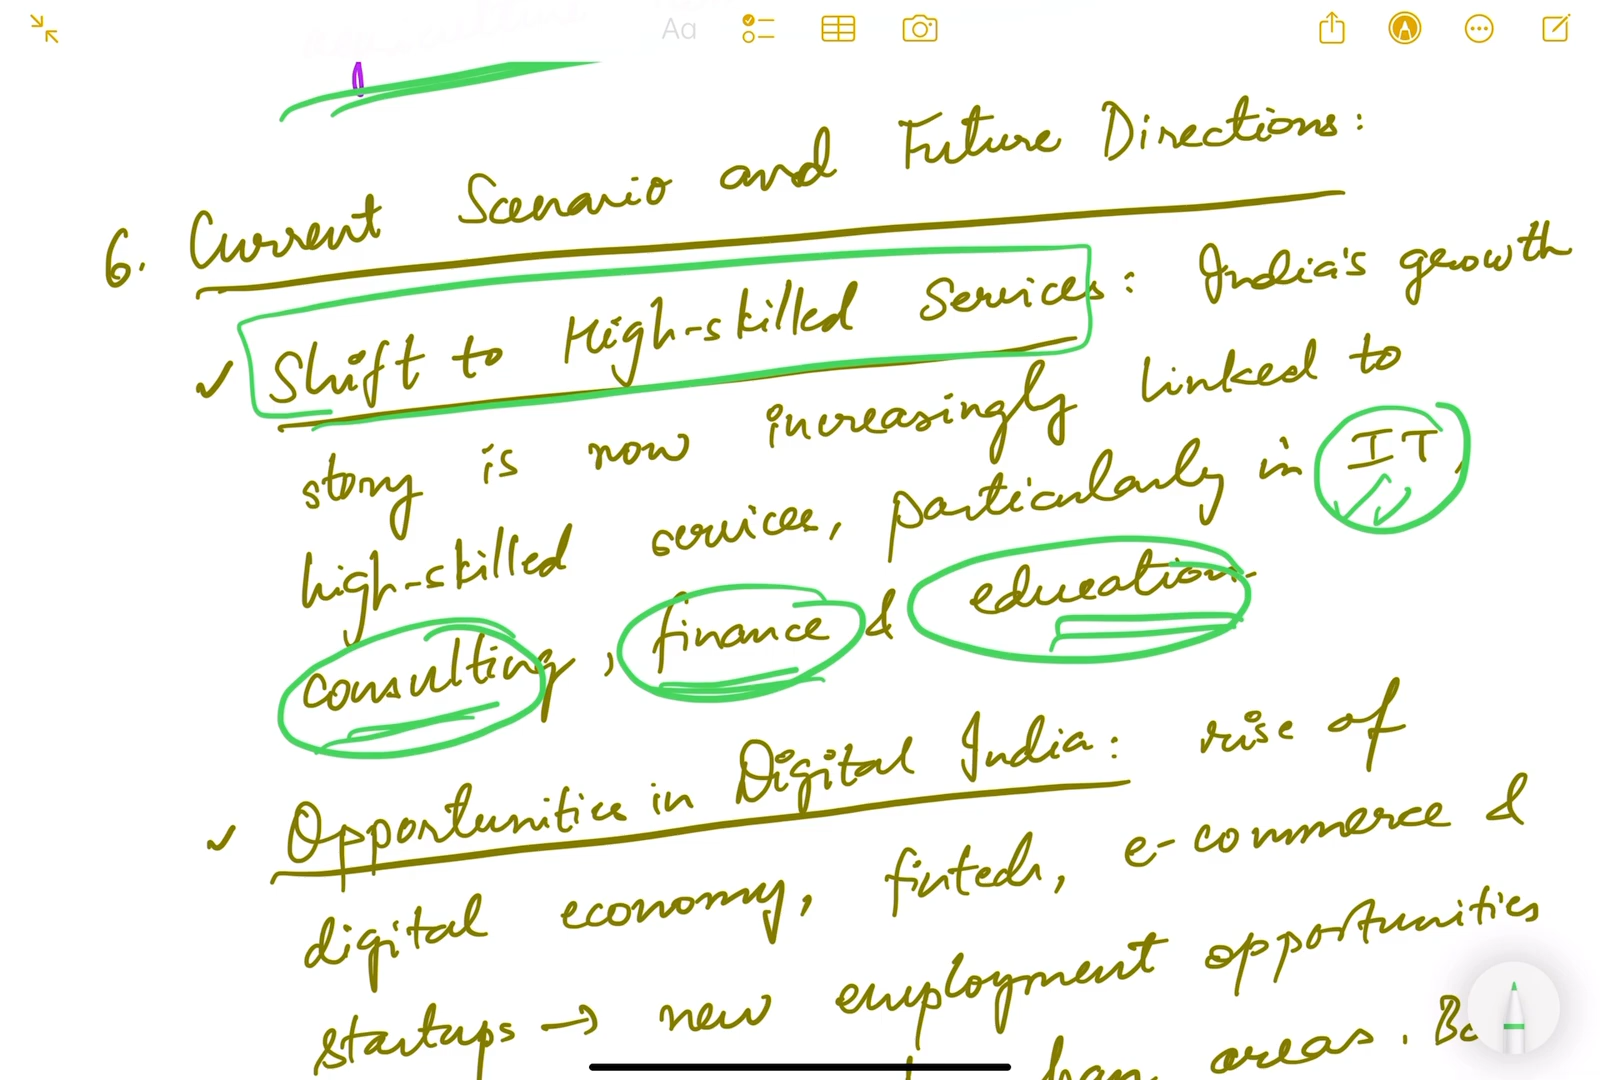 Aa
6. Current Scenario and Future Directions:
✓ Shift to High-skilled Services: India's growth
story is now increasingly linked to
high-skilled services, particularly in IT,
consulting, finance & education.
✓ Opportunities in Digital India: rise of
digital economy, fintech, e-commerce &
startups → new employment opportunities
areas.